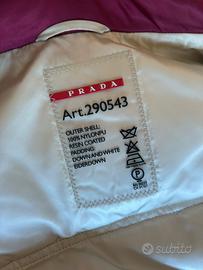 PRADA
Art.290543
OUTER SHELL:
100% NYLON/PU
RESIN COATED
PADDING:
DOWN AND WHITE
EIDERDOWN
P
subito